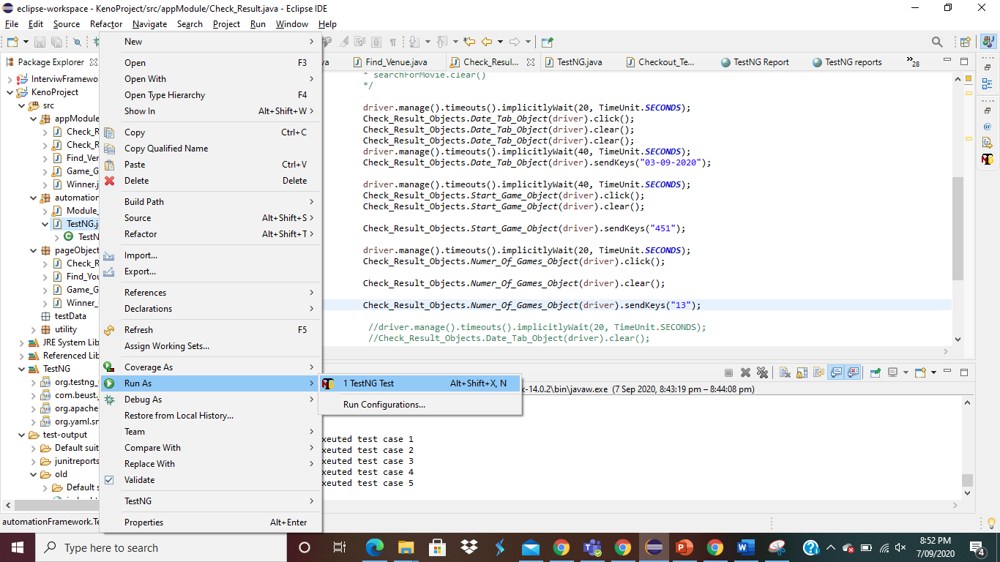 eclipse-workspace - KenoProject/src/appModule/Check_Result.java - Eclipse IDE
File Edit Source Refactor Navigate Search Project Run Window Help
Package Explorer
Find_Venue.java
Check_Resul...
TestNG.java
Checkout_Te...
TestNG Report
TestNG reports
28
InterviwFramewo
KenoProject
src
appModule
Check_R
Check_R
Find_Ver
Game_G
Winner.j
automation
Module_
TestNG.j
TestN
pageObject
Check_R
Find_You
Game_G
Winner_
testData
utility
JRE System Lib
Referenced Lib
TestNG
org.testng_
com.beust_
org.apache
org.yaml.sn
test-output
Default suit
junitreports
old
Default s
automationFramework.Te
New
Open F3
Open With
Open Type Hierarchy F4
Show In Alt+Shift+W
Copy Ctrl+C
Copy Qualified Name
Paste Ctrl+V
Delete Delete
Build Path
Source Alt+Shift+S
Refactor Alt+Shift+T
Import...
Export...
References
Declarations
Refresh F5
Assign Working Sets...
Coverage As
Run As
Debug As
Restore from Local History...
Team
Compare With
Replace With
Validate
TestNG
Properties Alt+Enter
1 TestNG Test Alt+Shift+X, N
Run Configurations...
* searchForMovie.clear()
*/
driver.manage().timeouts().implicitlyWait(20, TimeUnit.SECONDS);
Check_Result_Objects.Date_Tab_Object(driver).click();
Check_Result_Objects.Date_Tab_Object(driver).clear();
Check_Result_Objects.Date_Tab_Object(driver).clear();
driver.manage().timeouts().implicitlyWait(40, TimeUnit.SECONDS);
Check_Result_Objects.Date_Tab_Object(driver).sendKeys("03-09-2020");
driver.manage().timeouts().implicitlyWait(40, TimeUnit.SECONDS);
Check_Result_Objects.Start_Game_Object(driver).click();
Check_Result_Objects.Start_Game_Object(driver).clear();
Check_Result_Objects.Start_Game_Object(driver).sendKeys("451");
driver.manage().timeouts().implicitlyWait(20, TimeUnit.SECONDS);
Check_Result_Objects.Numer_Of_Games_Object(driver).click();
Check_Result_Objects.Numer_Of_Games_Object(driver).clear();
Check_Result_Objects.Numer_Of_Games_Object(driver).sendKeys("13");
//driver.manage().timeouts().implicitlyWait(20, TimeUnit.SECONDS);
//Check_Result_Objects.Date_Tab_Object(driver).clear();
k-14.0.2\bin\javaw.exe (7 Sep 2020, 8:43:19 pm – 8:44:08 pm)
xeuted test case 1
xeuted test case 2
xeuted test case 3
xeuted test case 4
xeuted test case 5
Type here to search
8:52 PM
7/09/2020
4